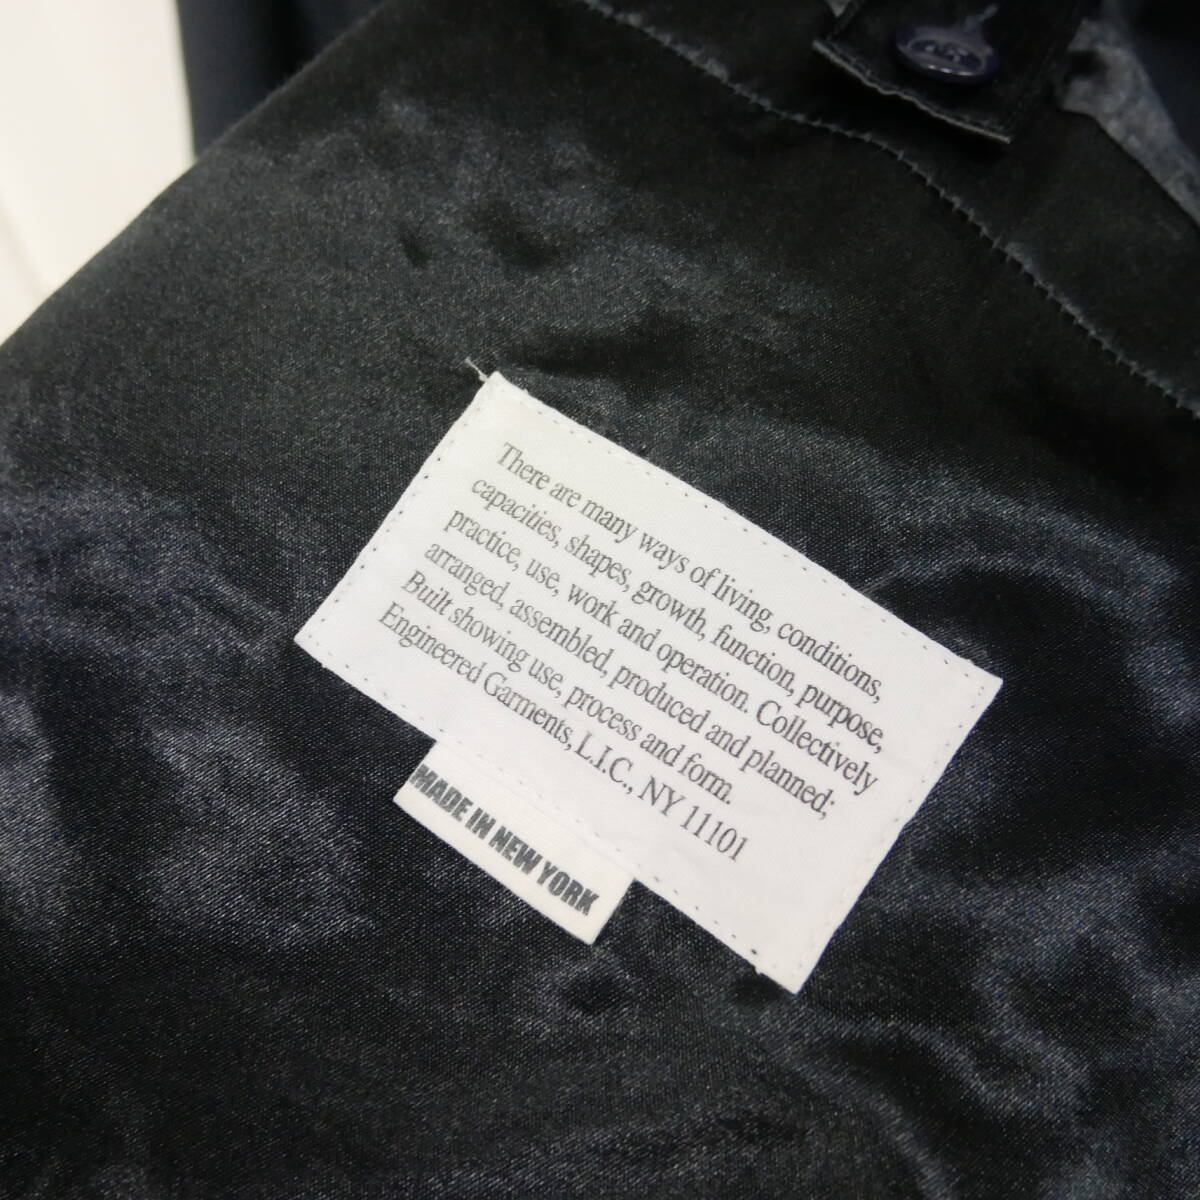 There are many ways of living, conditions,
capacities, shapes, growth, function, purpose,
practice, use, work and operation. Collectively
arranged, assembled, produced and planned;
Built showing use, process and form.
Engineered Garments, L.I.C., NY 11101
MADE IN NEW YORK